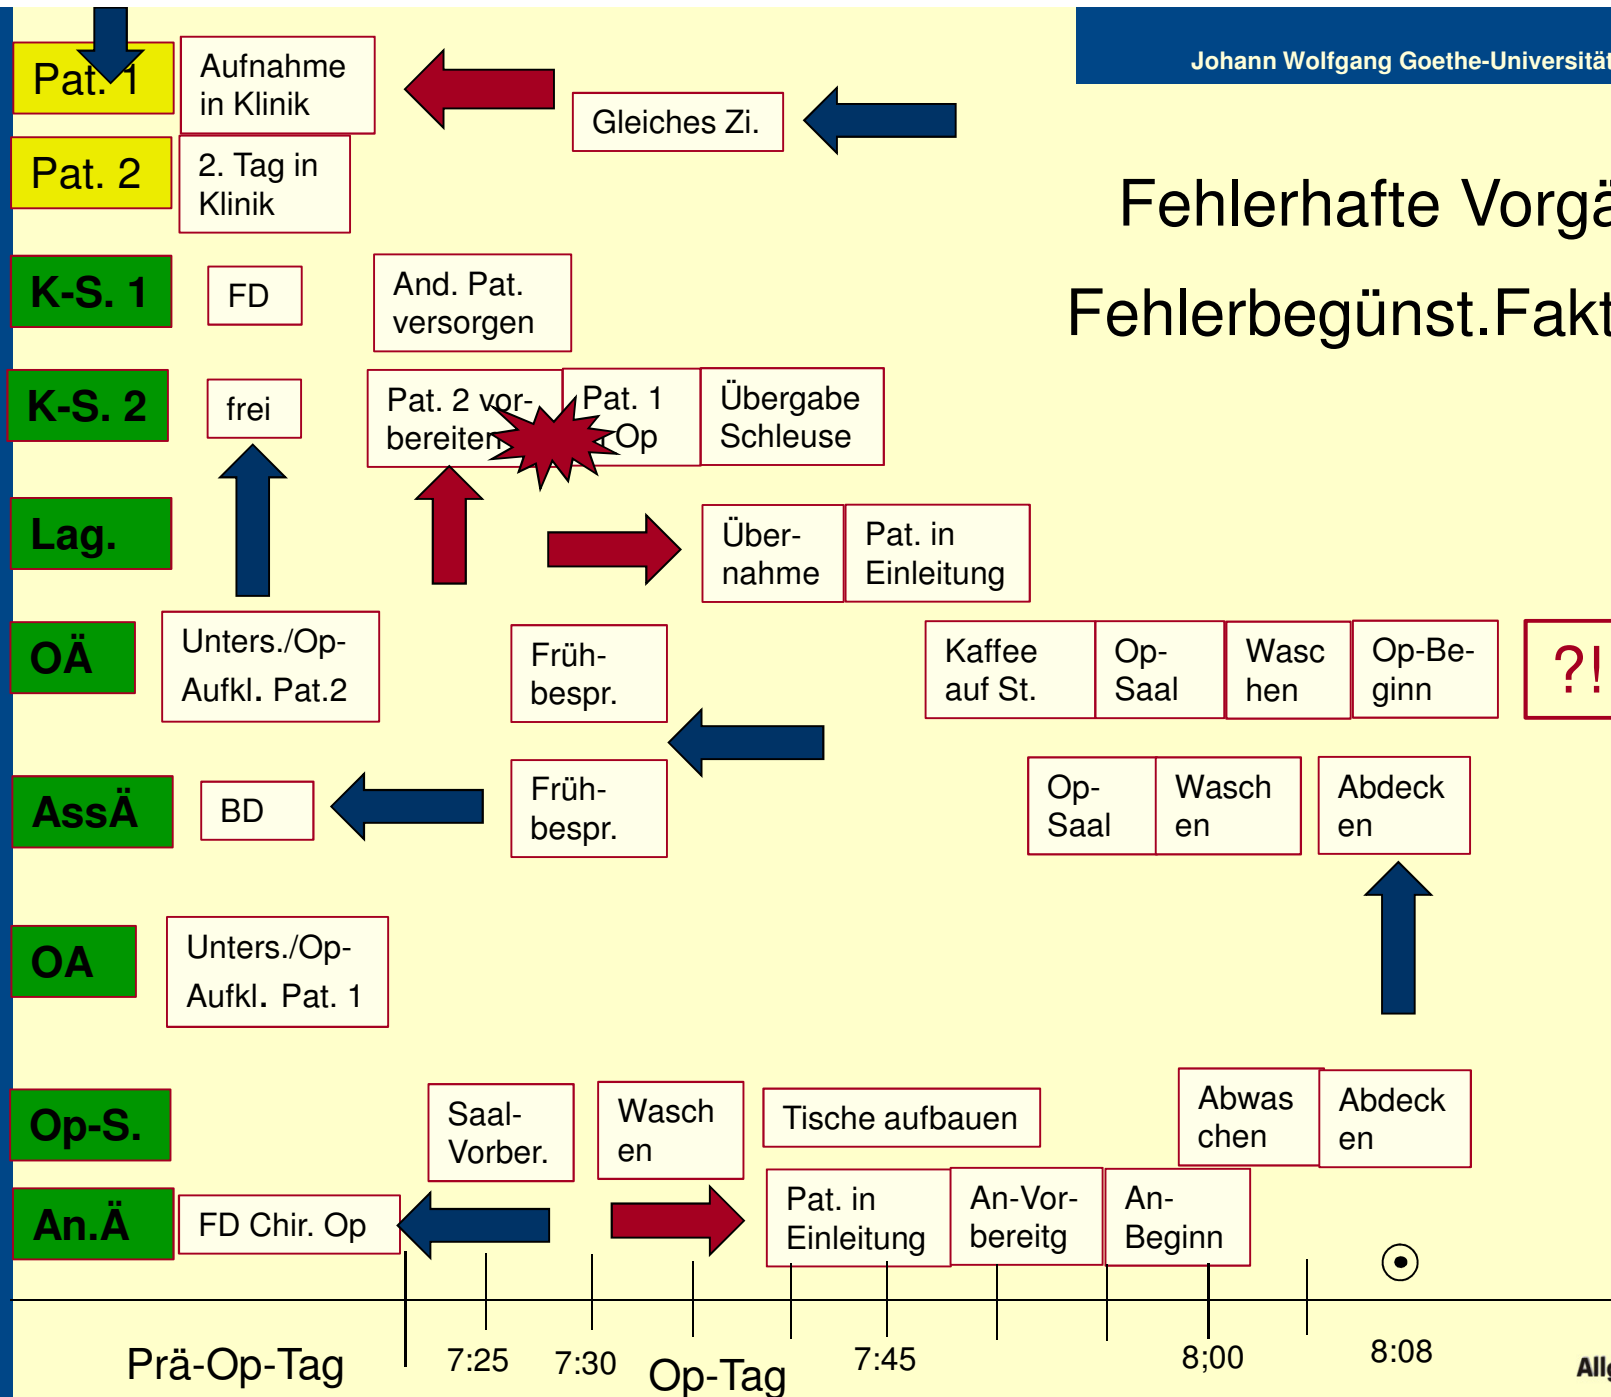 Johann Wolfgang Goethe-Universität
Pat. 1
Aufnahme
in Klinik
Gleiches Zi.
Pat. 2
2. Tag in
Klinik
Fehlerhafte Vorgä
Fehlerbegünst.Fakt
K-S. 1
FD
And. Pat.
versorgen
K-S. 2
frei
Pat. 2 vor-
bereiten
Pat. 1
Op
Übergabe
Schleuse
Lag.
Über-
nahme
Pat. in
Einleitung
OÄ
Unters./Op-
Aufkl. Pat.2
Früh-
bespr.
Kaffee
auf St.
Op-
Saal
Wasc
hen
Op-Be-
ginn
?!
AssÄ
BD
Früh-
bespr.
Op-
Saal
Wasch
en
Abdeck
en
OA
Unters./Op-
Aufkl. Pat. 1
Op-S.
Saal-
Vorber.
Wasch
en
Tische aufbauen
Abwas
chen
Abdeck
en
An.Ä
FD Chir. Op
Pat. in
Einleitung
An-Vor-
bereitg
An-
Beginn
Prä-Op-Tag
7:25
7:30
Op-Tag
7:45
8;00
8:08
Allg